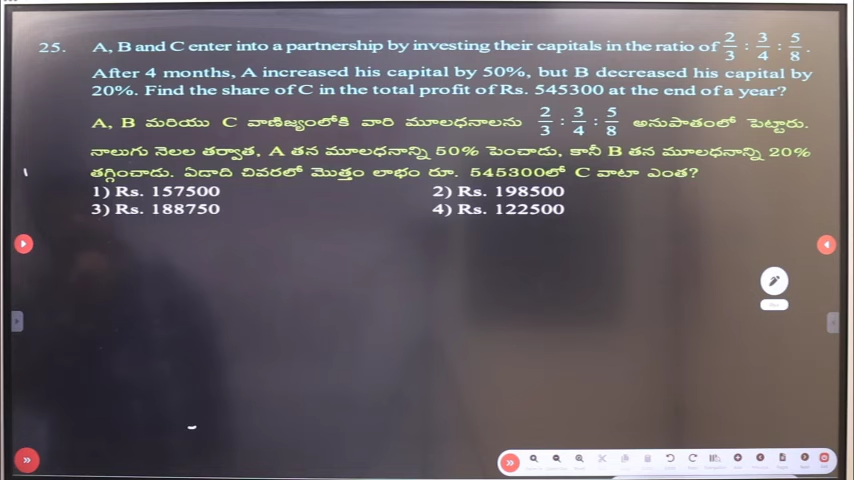 25. A, B and C enter into a partnership by investing their capitals in the ratio of 2/3 : 3/4 : 5/8.
After 4 months, A increased his capital by 50%, but B decreased his capital by
20%. Find the share of C in the total profit of Rs. 545300 at the end of a year?
A, B మరియు C వాణిజ్యంలోకి వారి మూలధనాలను 2/3 : 3/4 : 5/8 అనుపాతంలో పెట్టారు.
నాలుగు నెలల తర్వాత, A తన మూలధనాన్ని 50% పెంచాడు, కానీ B తన మూలధనాన్ని 20%
తగ్గించాడు. ఏడాది చివరలో మొత్తం లాభం రూ. 545300లో C వాటా ఎంత?
1) Rs. 157500 2) Rs. 198500
3) Rs. 188750 4) Rs. 122500